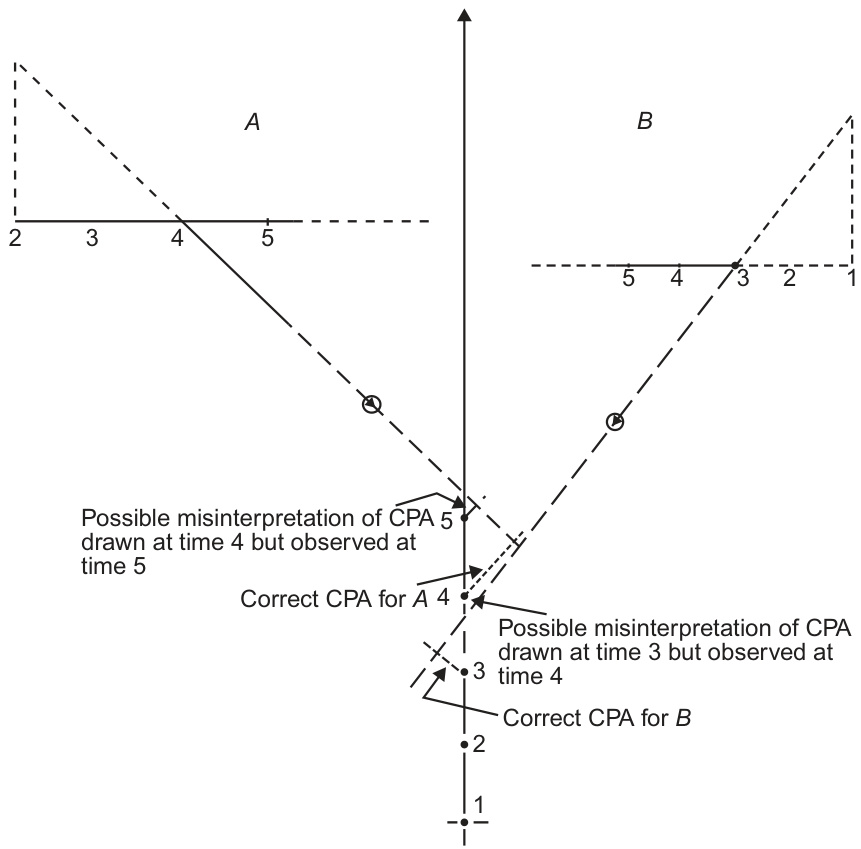 A
B
2 3 4 5
5 4 3 2 1
Possible misinterpretation of CPA
drawn at time 4 but observed at
time 5
5
Correct CPA for A
4
Possible misinterpretation of CPA
drawn at time 3 but observed at
time 4
3
Correct CPA for B
2
1